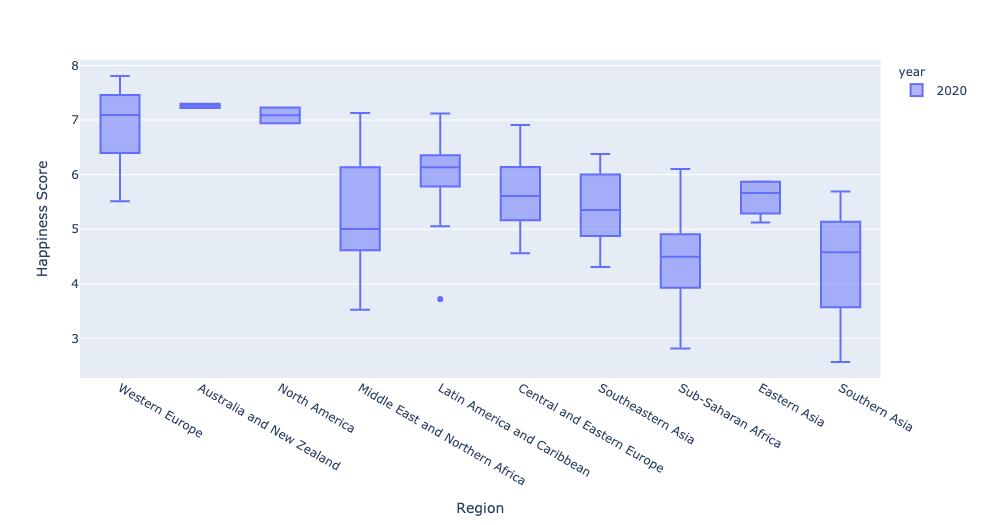 year
2020
Happiness Score
8
7
6
5
4
3
Western Europe
Australia and New Zealand
North America
Middle East and Northern Africa
Latin America and Caribbean
Central and Eastern Europe
Southeastern Asia
Sub-Saharan Africa
Eastern Asia
Southern Asia
Region